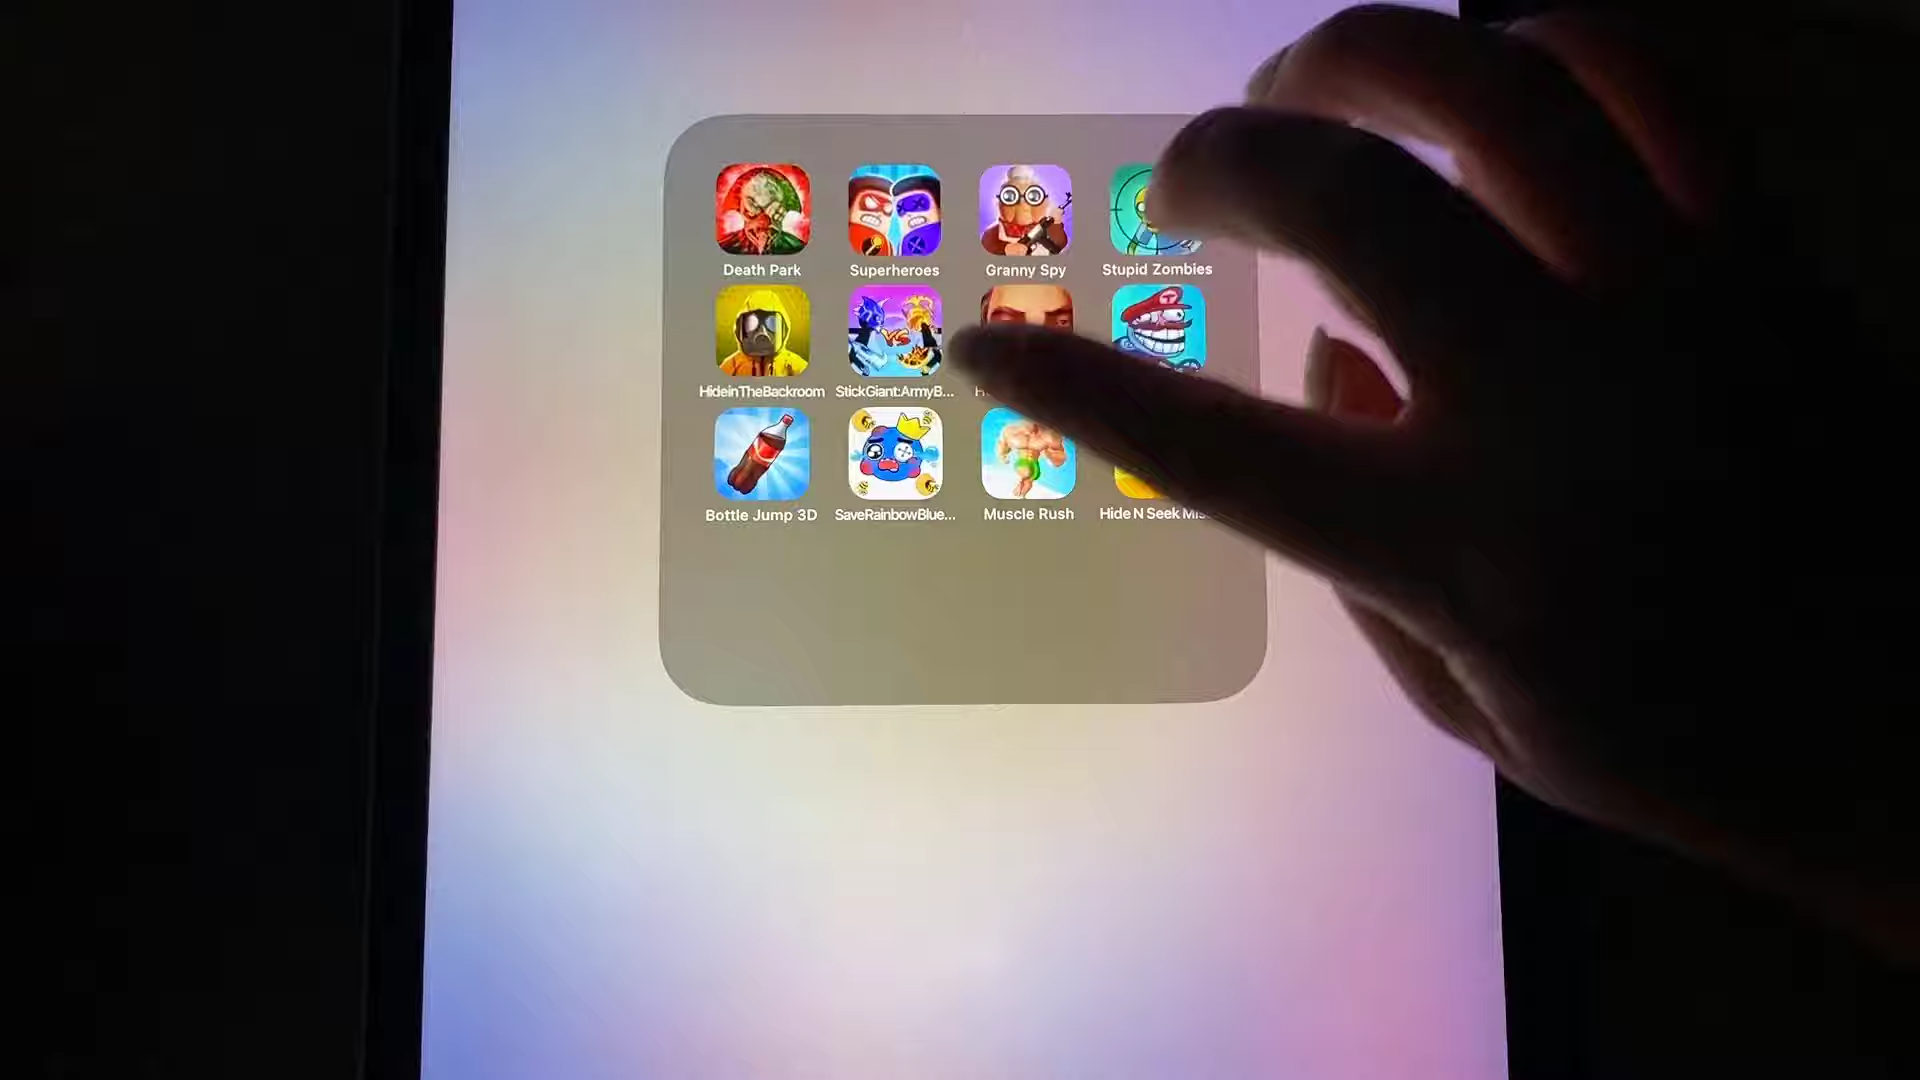 Death Park
Superheroes
Granny Spy
Stupid Zombies
HideinTheBackroom
StickGiant:ArmyB...
Bottle Jump 3D
SaveRainbowBlue...
Muscle Rush
Hide N Seek